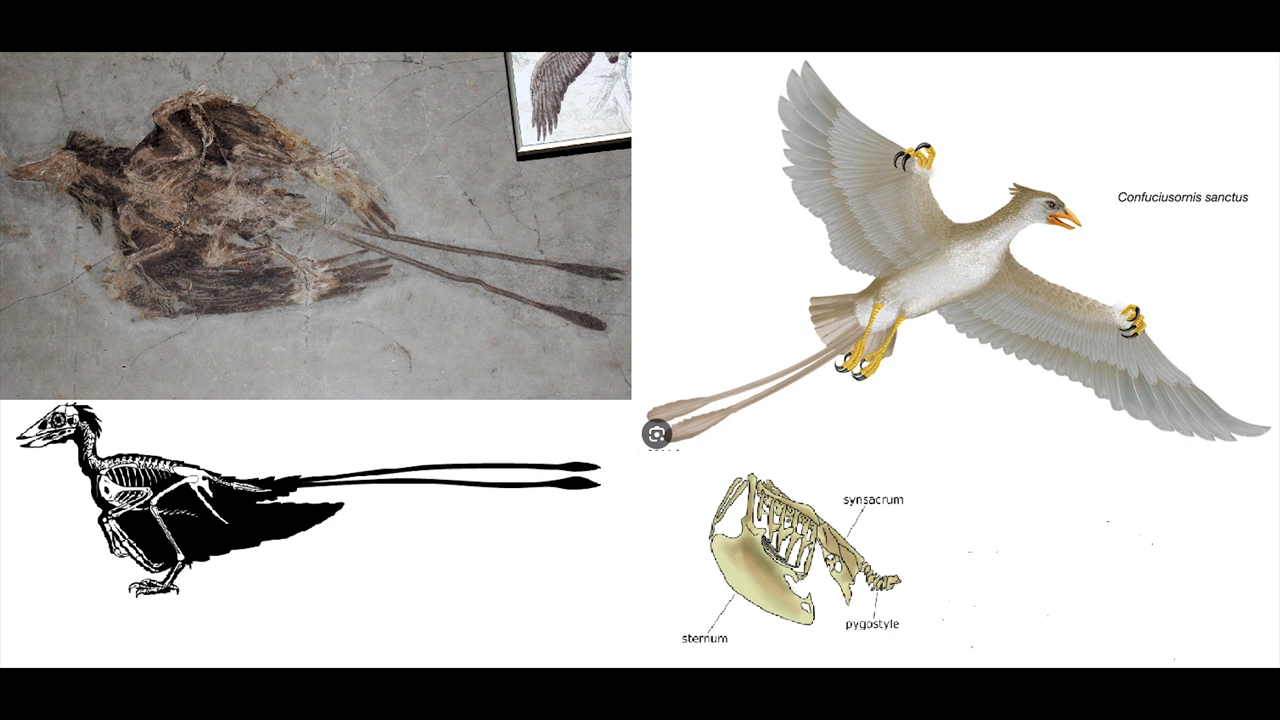 Confuciusornis sanctus
synsacrum
pygostyle
sternum